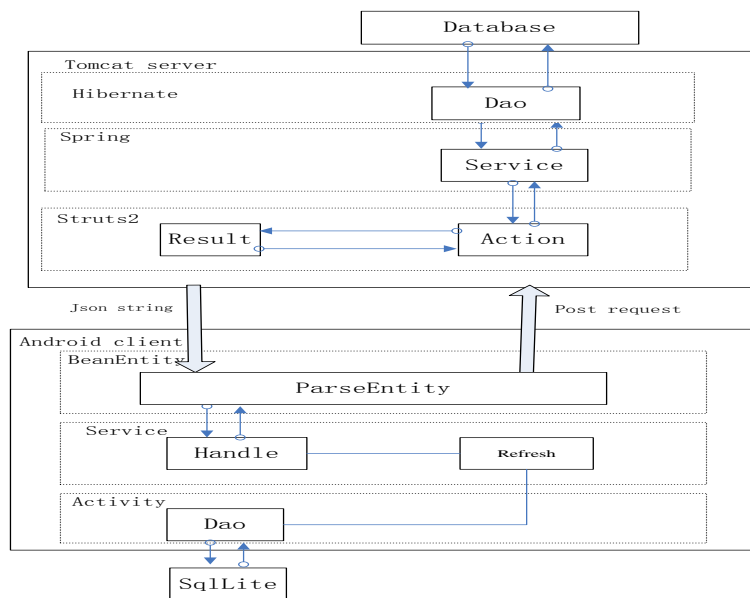 Database
Tomcat server
Hibernate
Dao
Spring
Service
Struts2
Result
Action
Json string
Post request
Android client
BeanEntity
ParseEntity
Service
Handle
Refresh
Activity
Dao
SqlLite